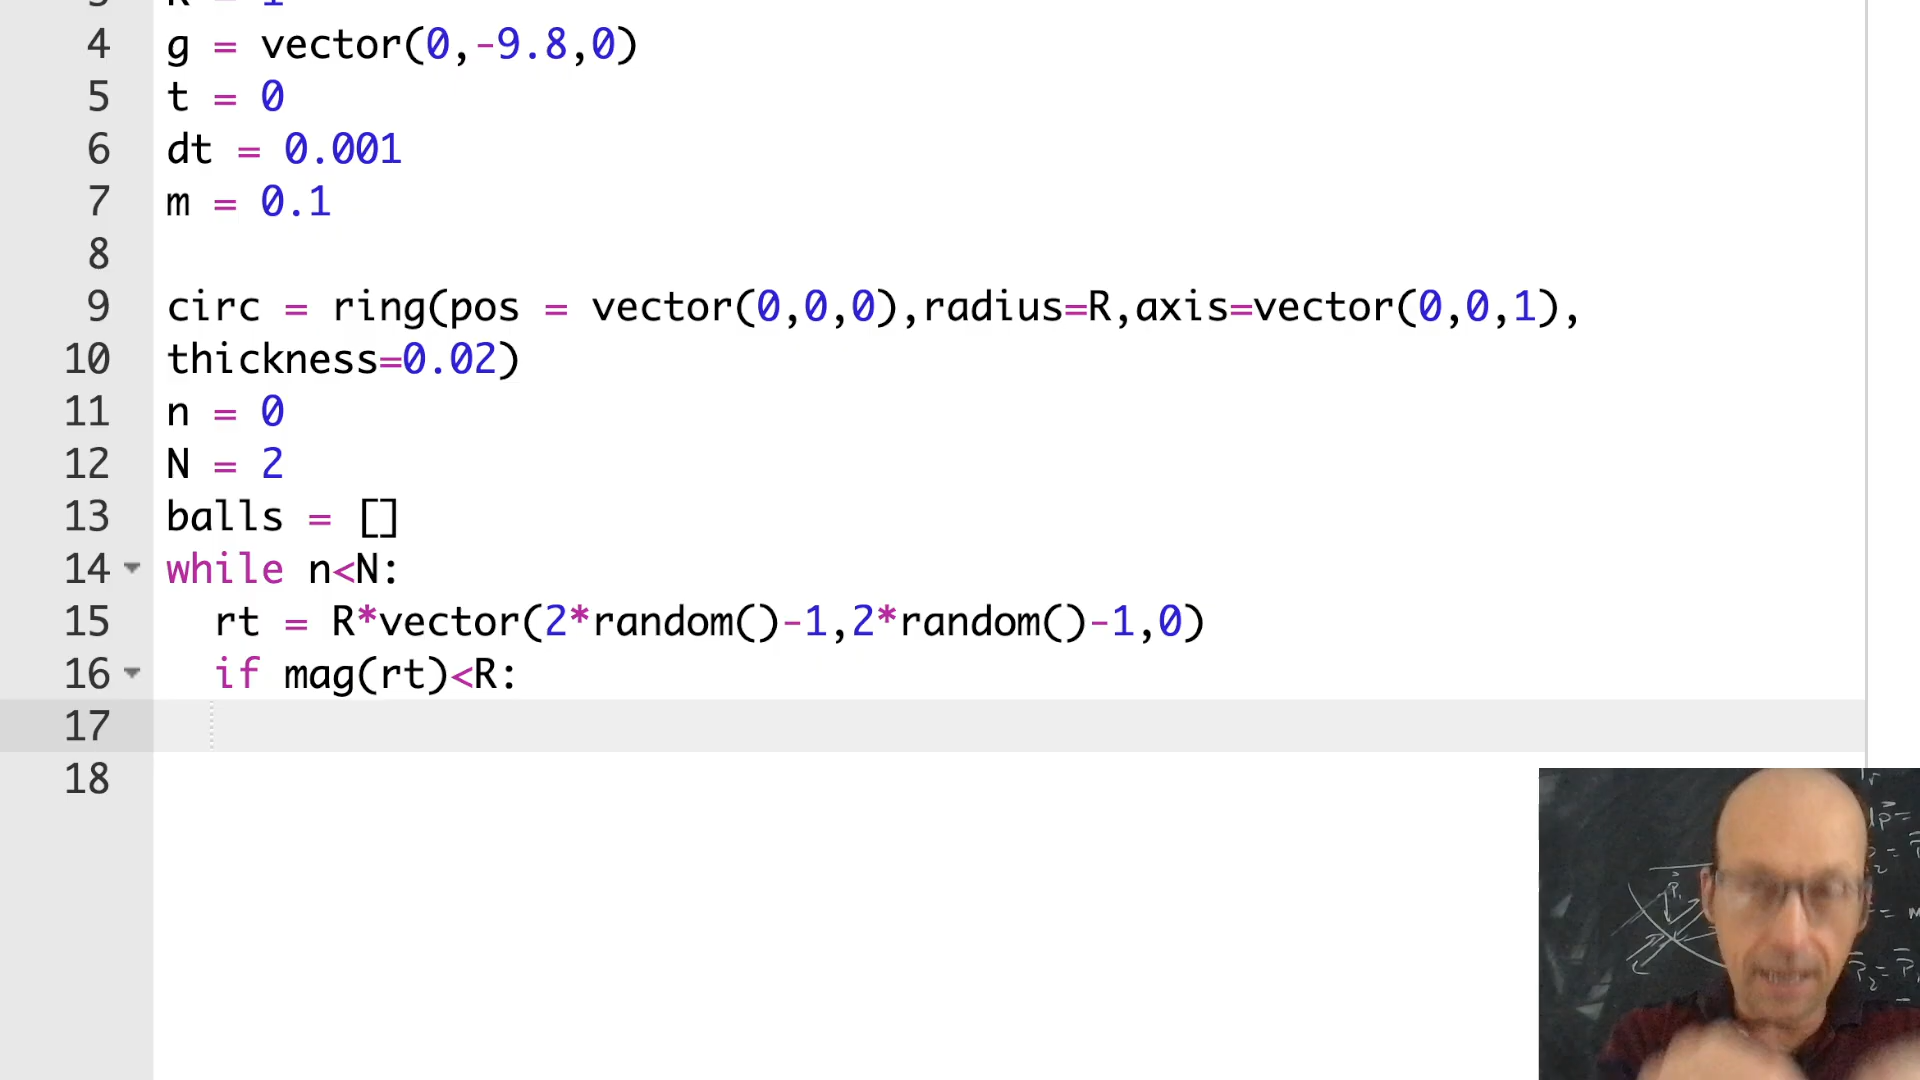 4 g = vector(0,-9.8,0)
5 t = 0
6 dt = 0.001
7 m = 0.1
8
9 circ = ring(pos = vector(0,0,0),radius=R,axis=vector(0,0,1),
10 thickness=0.02)
11 n = 0
12 N = 2
13 balls = []
14 while n<N:
15 rt = R*vector(2*random()-1,2*random()-1,0)
16 if mag(rt)<R:
17
18